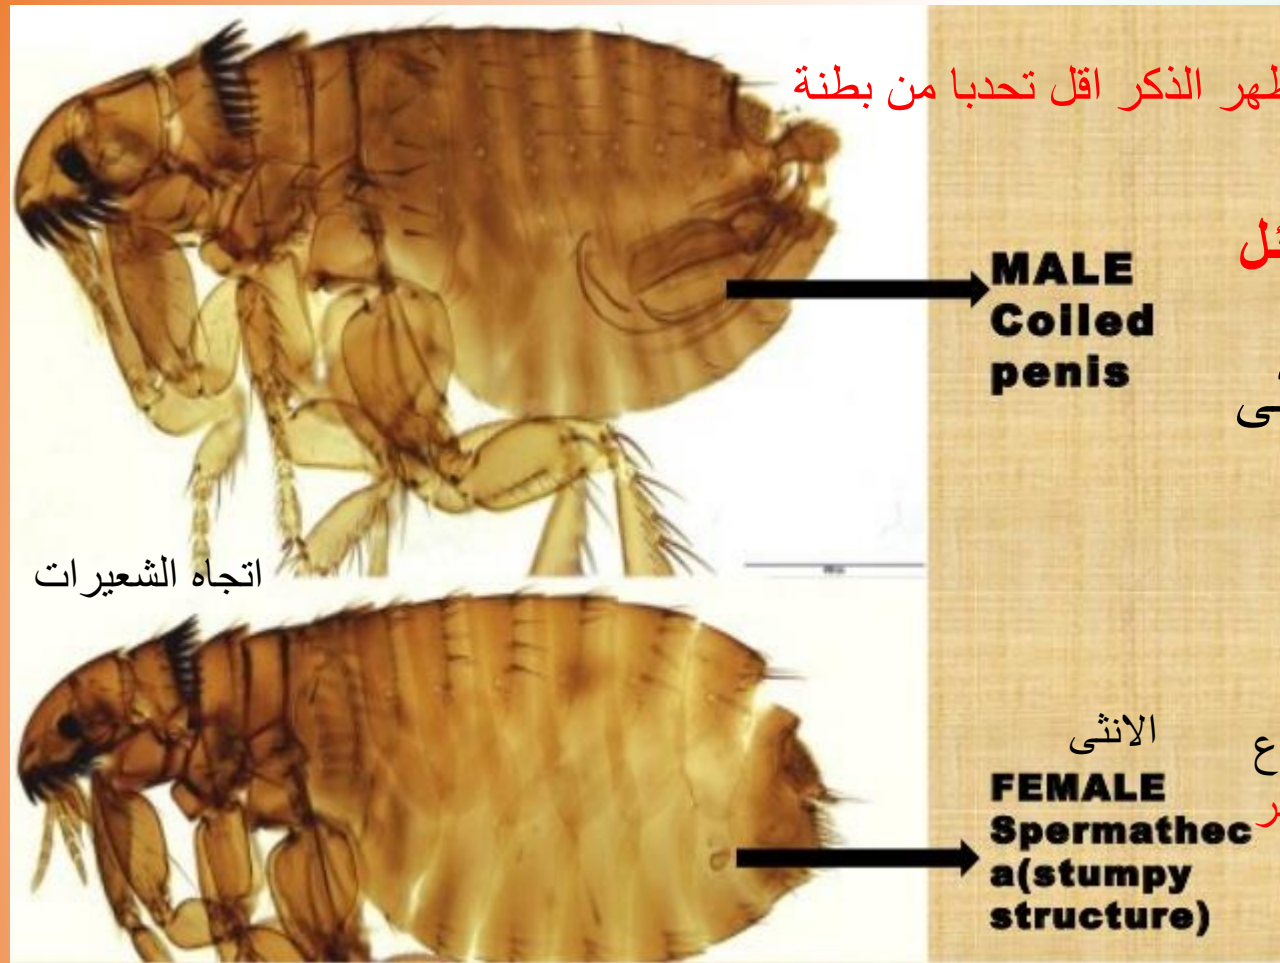 ظهر الذكر اقل تحدبا من بطنة
MALE
Coiled
penis
اتجاه الشعيرات
الانثى
FEMALE
Spermathec
a(stumpy
structure)